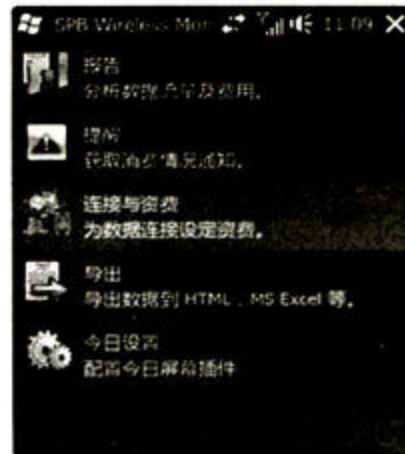 SPB Wireless Mon 11:09
报告
分析数据流量及费用。
提醒
获取消费情况通知。
连接与资费
为数据连接设定资费。
导出
导出数据到 HTML、MS Excel 等。
今日设置
配置今日屏幕插件